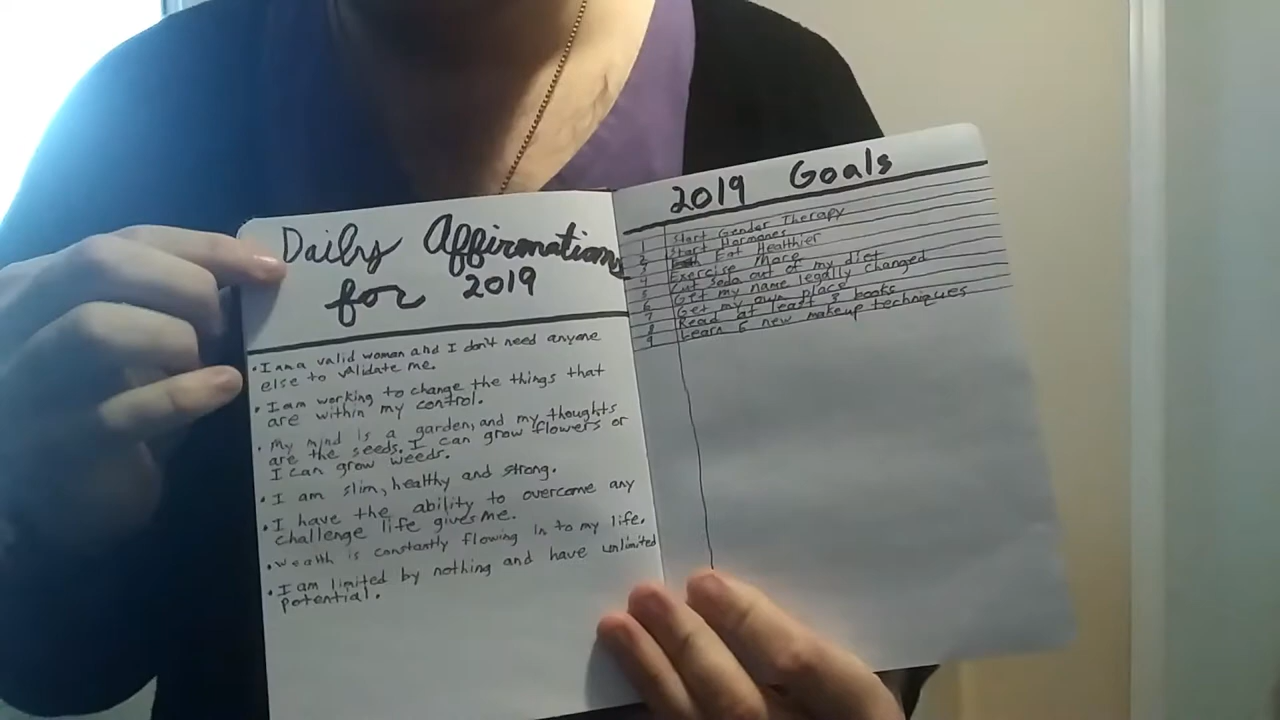 Daily Affirmations
for 2019
• I am a valid woman and I don't need anyone
else to validate me.
• I am working to change the things that
are within my control.
• My mind is a garden, and my thoughts
are the seeds. I can grow flowers or
I can grow weeds.
• I am slim, healthy and strong.
• I have the ability to overcome any
challenge life gives me.
• Wealth is constantly flowing in to my life.
• I am limited by nothing and have unlimited
potential.
2019 Goals
1 Start Gender Therapy
2 Start Hormones
3 Eat Healthier
4 Exercise More
5 Cut soda out of my diet
6 Get my name legally changed
7 Get my own place
8 Read at least 3 books
9 Learn 5 new makeup techniques